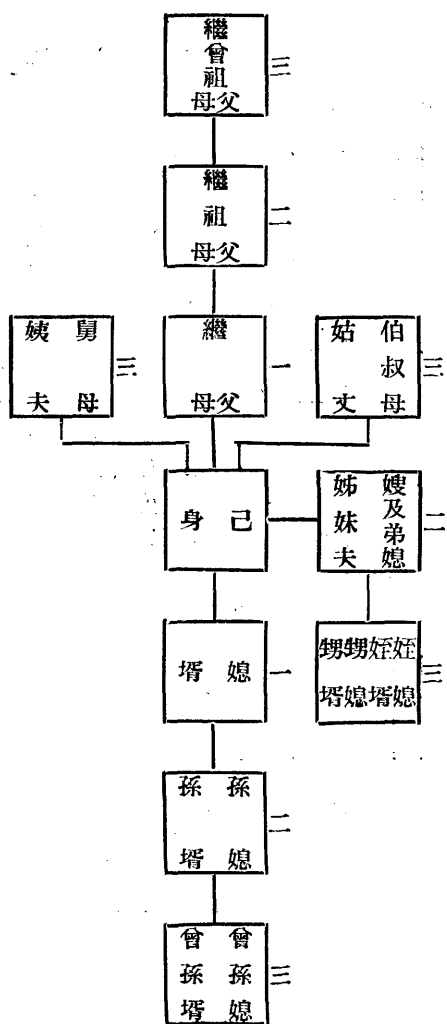 繼曾祖父母
三
繼祖父母
二
繼父母
一
伯叔母
姑丈
三
舅母
姨夫
三
己身
嫂及弟媳
姊妹夫
二
媳
壻
一
姪媳
姪壻
甥媳
甥壻
三
孫媳
孫壻
二
曾孫媳
曾孫壻
三